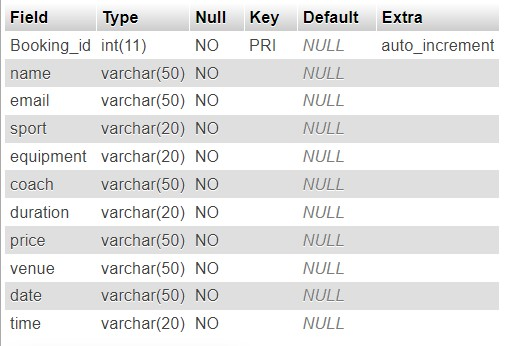 Field Type Null Key Default Extra
Booking_id int(11) NO PRI NULL auto_increment
name varchar(50) NO NULL
email varchar(50) NO NULL
sport varchar(20) NO NULL
equipment varchar(20) NO NULL
coach varchar(50) NO NULL
duration varchar(20) NO NULL
price varchar(50) NO NULL
venue varchar(50) NO NULL
date varchar(50) NO NULL
time varchar(20) NO NULL